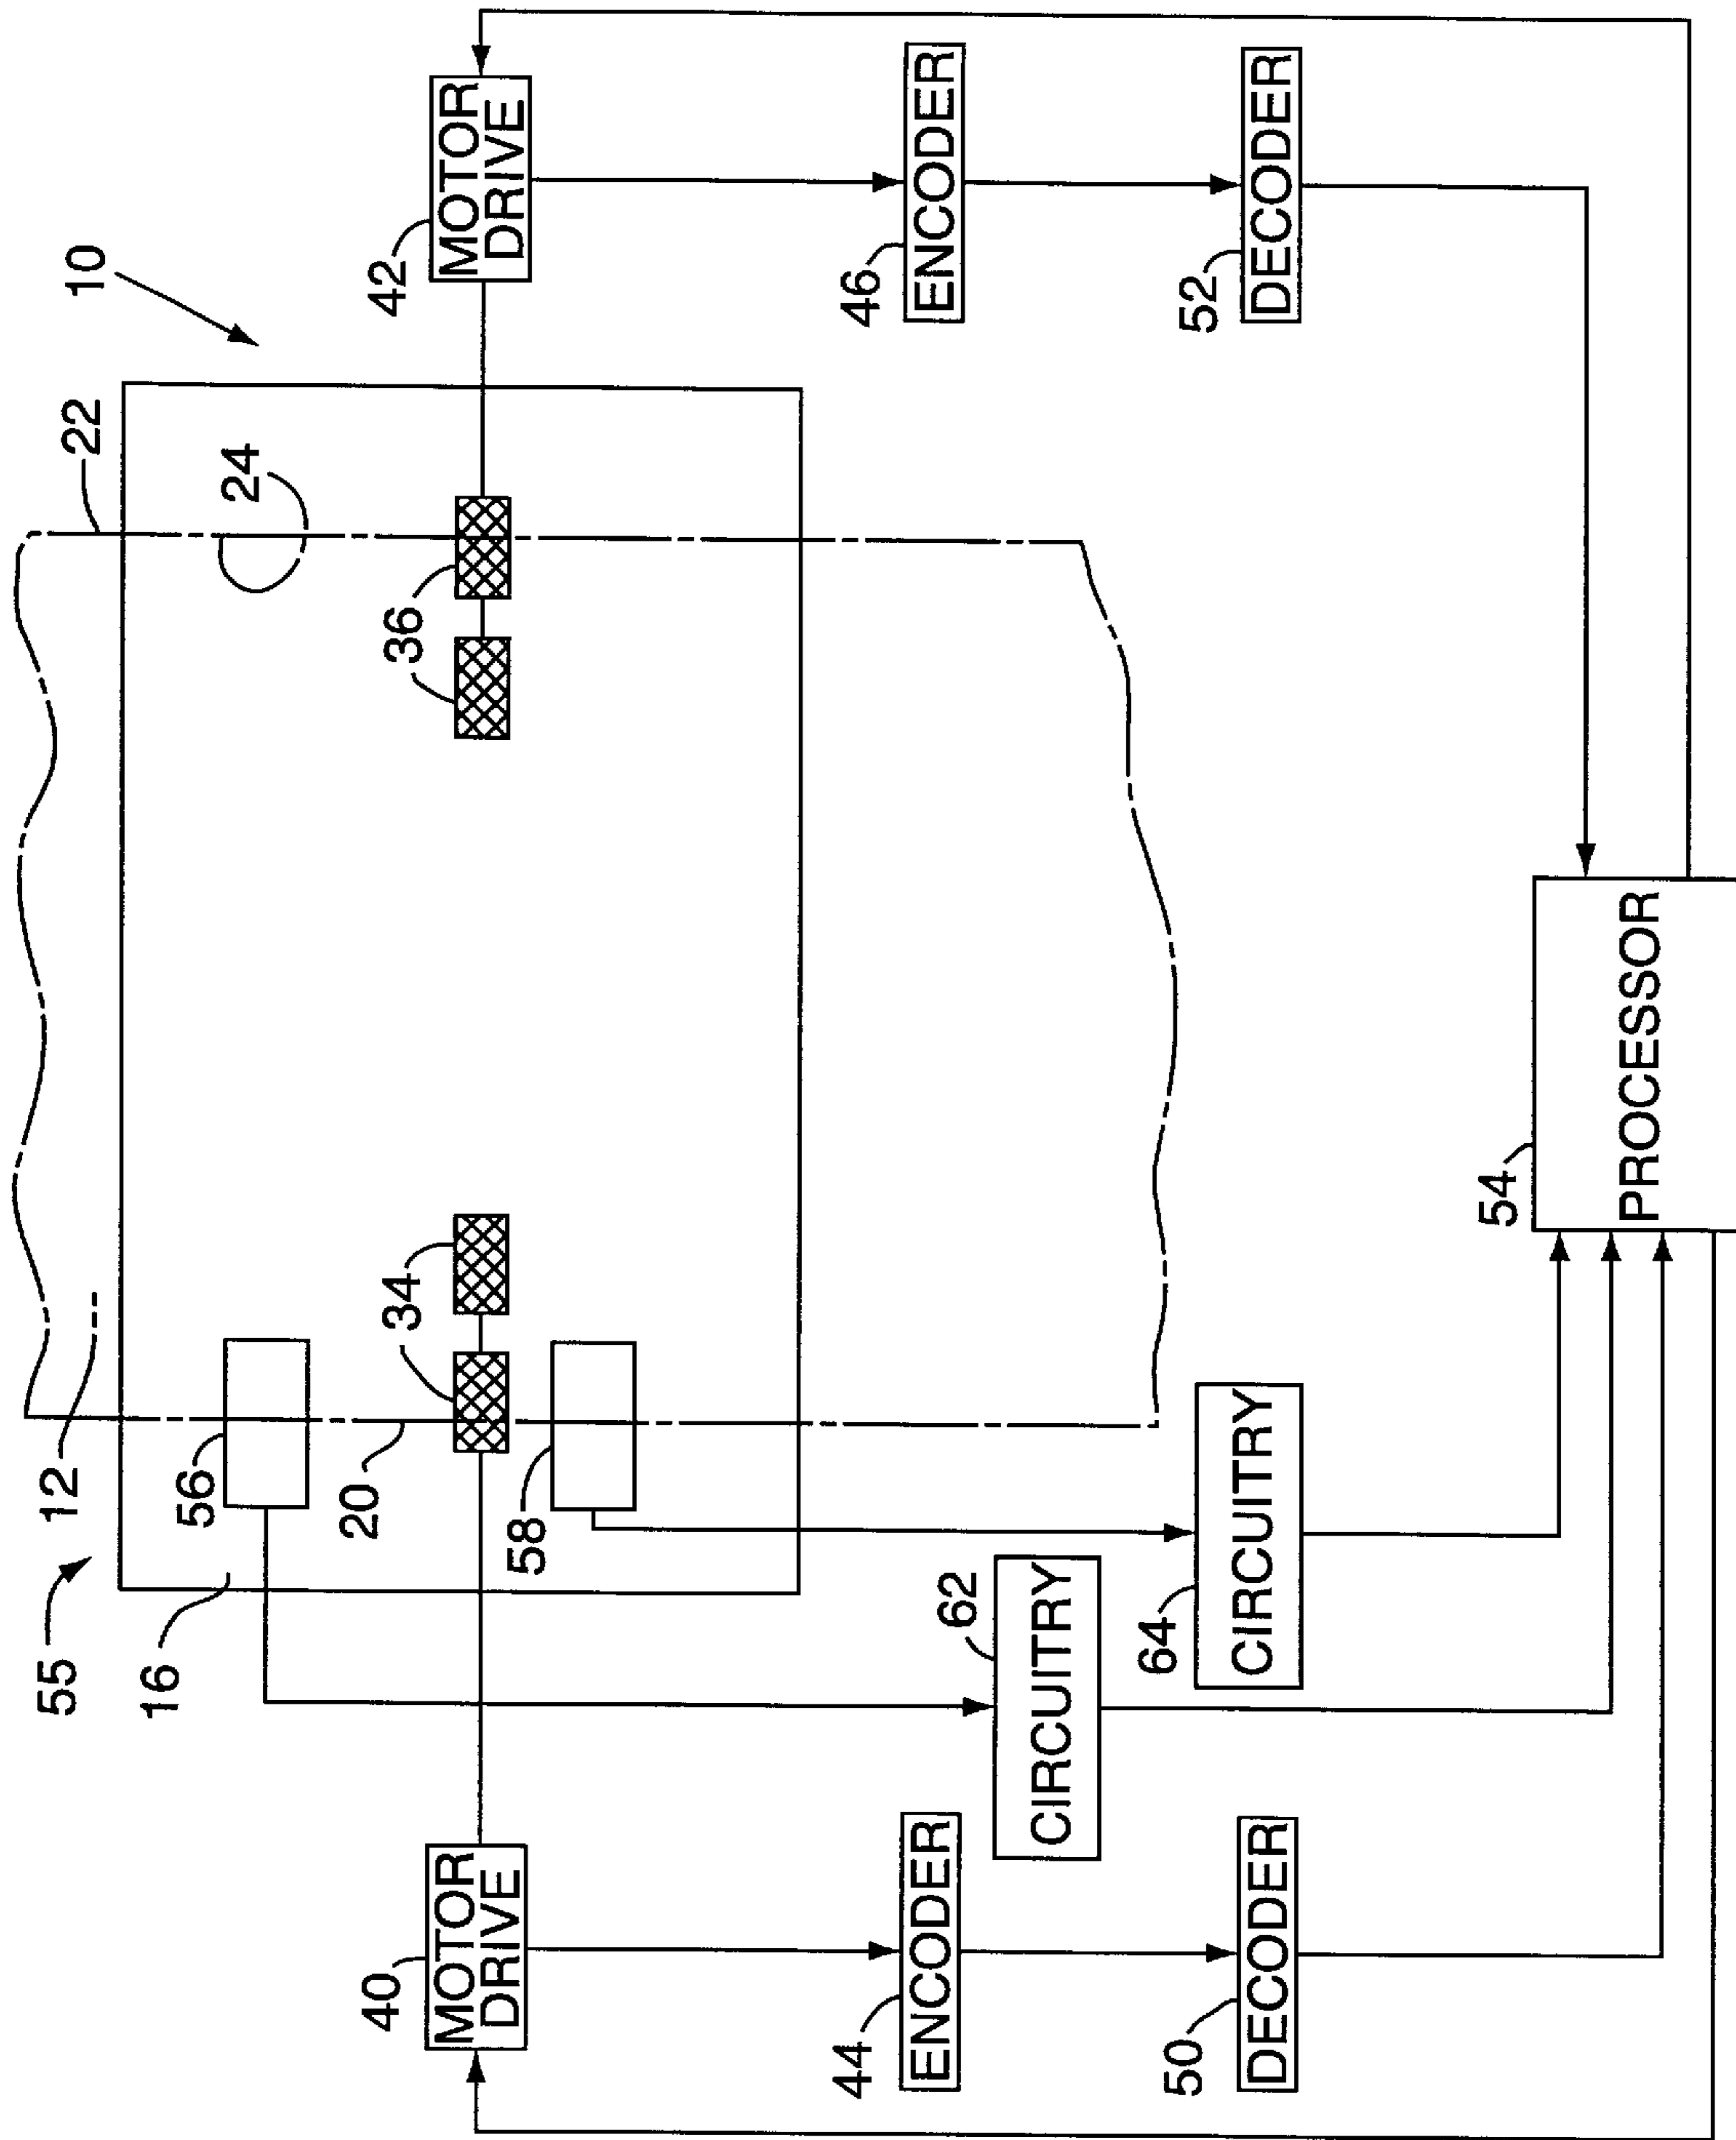 10
55
12
22
16
56
24
20
34
36
40
MOTOR
DRIVE
42
MOTOR
DRIVE
58
62
CIRCUITRY
64
CIRCUITRY
44
ENCODER
46
ENCODER
50
DECODER
52
DECODER
54
PROCESSOR